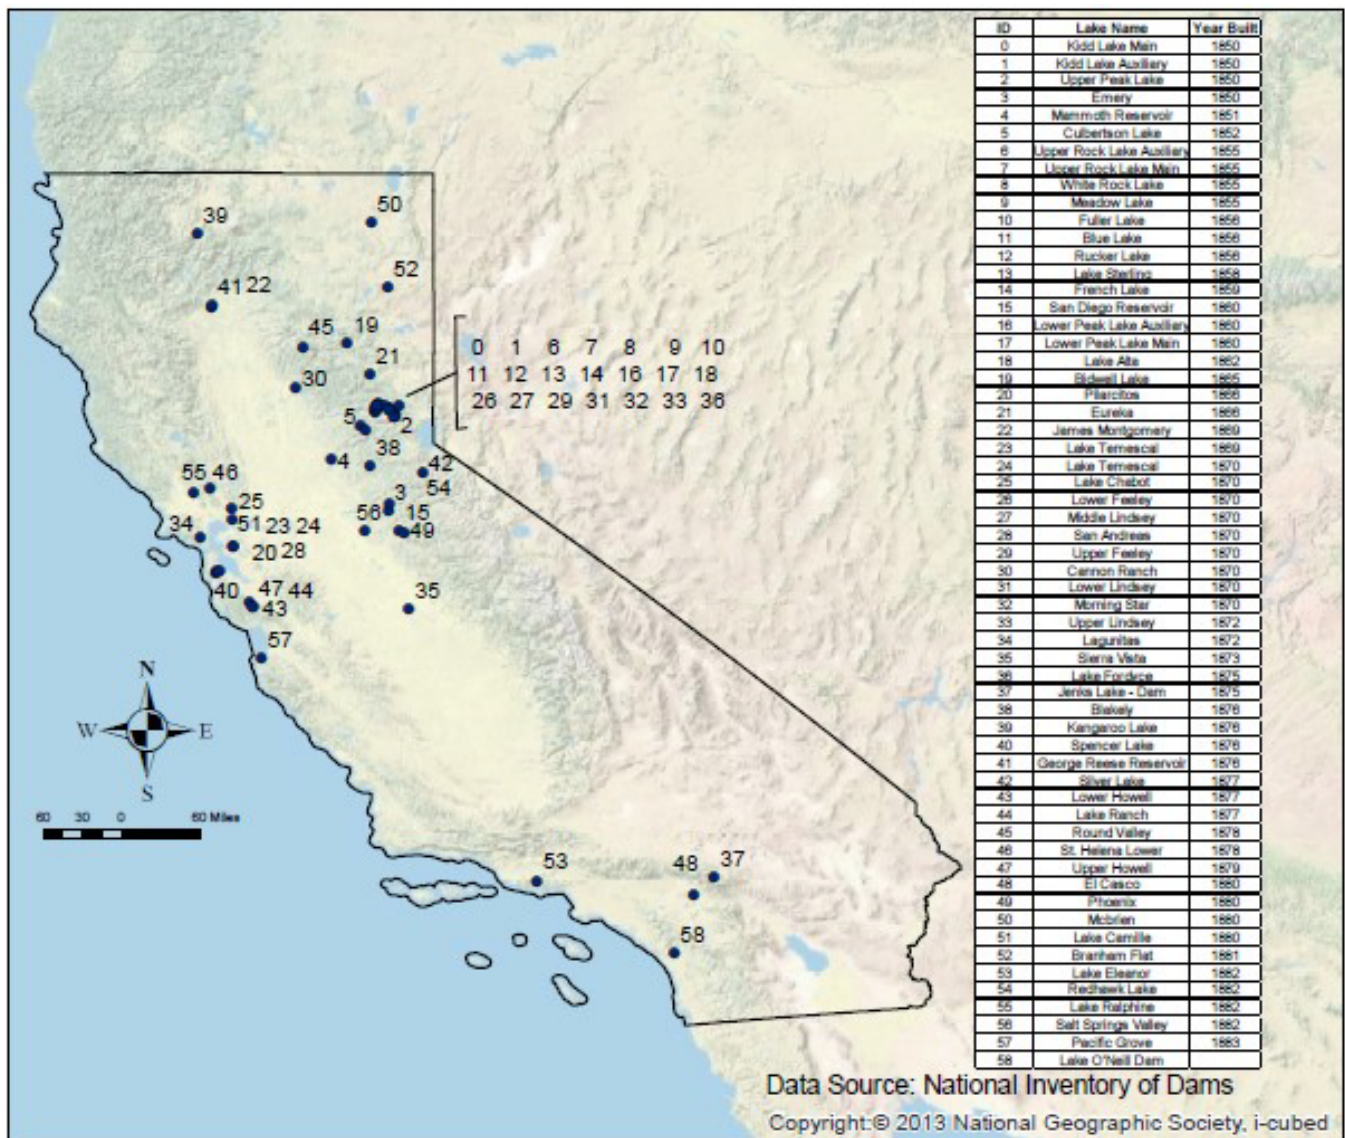 ID Lake Name Year Built
0 Kidd Lake Main 1850
1 Kidd Lake Auxiliary 1850
2 Upper Peak Lake 1850
3 Emery 1850
4 Mammoth Reservoir 1851
5 Culbertson Lake 1852
6 Upper Rock Lake Auxiliary 1855
7 Upper Rock Lake Main 1855
8 White Rock Lake 1855
9 Meadow Lake 1855
10 Fuller Lake 1856
11 Blue Lake 1856
12 Rucker Lake 1856
13 Lake Sterling 1858
14 French Lake 1859
15 San Diego Reservoir 1860
16 Lower Peak Lake Auxiliary 1860
17 Lower Peak Lake Main 1860
18 Lake Alta 1862
19 Bidwell Lake 1865
20 Pilarcitos 1866
21 Eureka 1866
22 James Montgomery 1869
23 Lake Temescal 1869
24 Lake Temescal 1870
25 Lake Chabot 1870
26 Lower Feeley 1870
27 Middle Lindsey 1870
28 San Andreas 1870
29 Upper Feeley 1870
30 Cannon Ranch 1870
31 Lower Lindsey 1870
32 Morning Star 1870
33 Upper Lindsey 1872
34 Lagunitas 1872
35 Sierra Vista 1873
36 Lake Fordyce 1875
37 Jenks Lake - Dam 1875
38 Blakely 1876
39 Kangaroo Lake 1876
40 Spencer Lake 1876
41 George Reese Reservoir 1876
42 Silver Lake 1877
43 Lower Howell 1877
44 Lake Ranch 1877
45 Round Valley 1878
46 St. Helena Lower 1878
47 Upper Howell 1879
48 El Casco 1880
49 Phoenix 1880
50 Mcbrien 1880
51 Lake Camille 1880
52 Branham Flat 1881
53 Lake Eleanor 1882
54 Redhawk Lake 1882
55 Lake Ralphine 1882
56 Salt Springs Valley 1882
57 Pacific Grove 1883
58 Lake O'Neill Dam
39
50
52
41 22
45 19
21
30
0 1 6 7 8 9 10
11 12 13 14 16 17 18
26 27 29 31 32 33 36
5 2
4 38 42
54
55 46
3
25
56 15
34 51 23 24 49
20 28
40 47 44 35
43
57
N
W E
S
60 30 0 60 Miles
53 48 37
58
Data Source: National Inventory of Dams
Copyright:© 2013 National Geographic Society, i-cubed